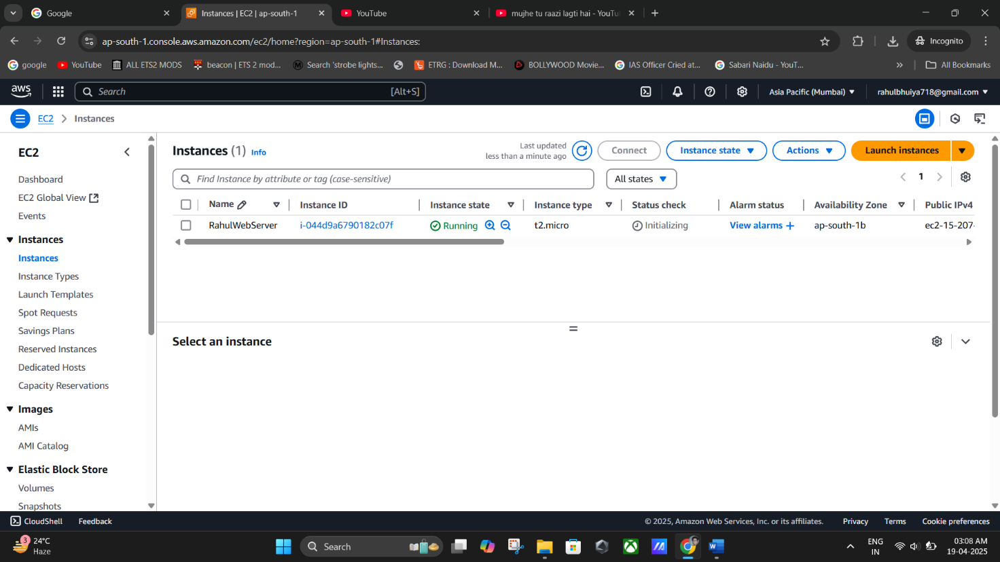 Google
Instances | EC2 | ap-south-1
YouTube
mujhe tu raazi lagti hai - YouTu
ap-south-1.console.aws.amazon.com/ec2/home?region=ap-south-1#Instances:
Incognito
google
YouTube
ALL ETS2 MODS
beacon | ETS 2 mod...
Search 'strobe lights...
ETRG : Download M...
BOLLYWOOD Movie...
IAS Officer Cried at...
Sabari Naidu - YouT...
All Bookmarks
aws
Search
[Alt+S]
Asia Pacific (Mumbai)
rahulbhuiya718@gmail.com
EC2
Instances
EC2
Dashboard
EC2 Global View
Events
Instances
Instances
Instance Types
Launch Templates
Spot Requests
Savings Plans
Reserved Instances
Dedicated Hosts
Capacity Reservations
Images
AMIs
AMI Catalog
Elastic Block Store
Volumes
Snapshots
Instances (1) Info
Last updated
less than a minute ago
Connect
Instance state
Actions
Launch instances
Find Instance by attribute or tag (case-sensitive)
All states
1
Name
Instance ID
Instance state
Instance type
Status check
Alarm status
Availability Zone
Public IPv4
RahulWebServer
i-044d9a6790182c07f
Running
t2.micro
Initializing
View alarms +
ap-south-1b
ec2-15-207-
Select an instance
CloudShell
Feedback
© 2025, Amazon Web Services, Inc. or its affiliates.
Privacy
Terms
Cookie preferences
3
24°C
Haze
Search
ENG
IN
03:08 AM
19-04-2025